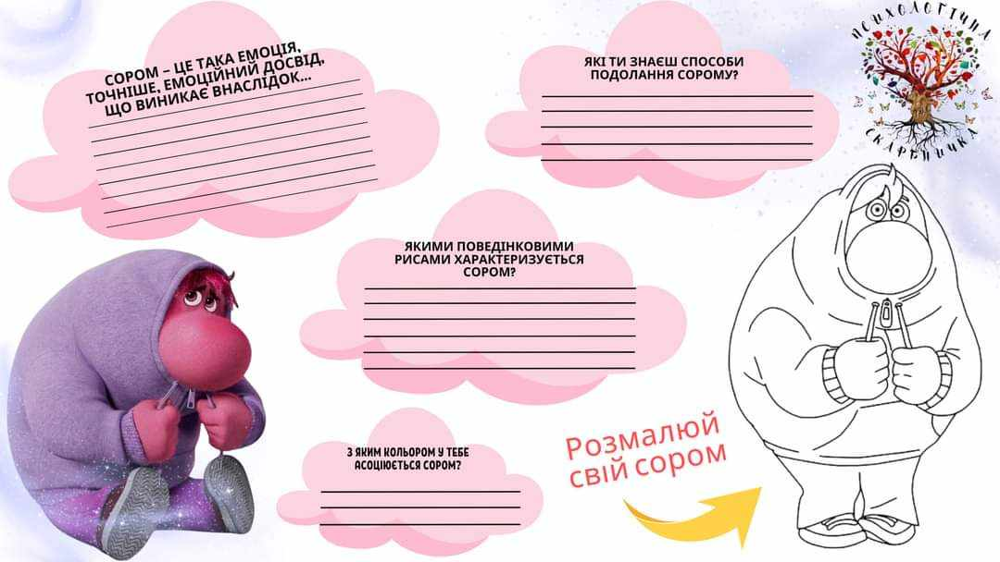 СОРОМ – ЦЕ ТАКА ЕМОЦІЯ,
ТОЧНІШЕ, ЕМОЦІЙНИЙ ДОСВІД,
ЩО ВИНИКАЄ ВНАСЛІДОК...
ЯКІ ТИ ЗНАЄШ СПОСОБИ
ПОДОЛАННЯ СОРОМУ?
ПСИХОЛОГІЧНА
СКАРБНИЧКА
ЯКИМИ ПОВЕДІНКОВИМИ
РИСАМИ ХАРАКТЕРИЗУЄТЬСЯ
СОРОМ?
З ЯКИМ КОЛЬОРОМ У ТЕБЕ
АСОЦІЮЄТЬСЯ СОРОМ?
Розмалюй
свій сором